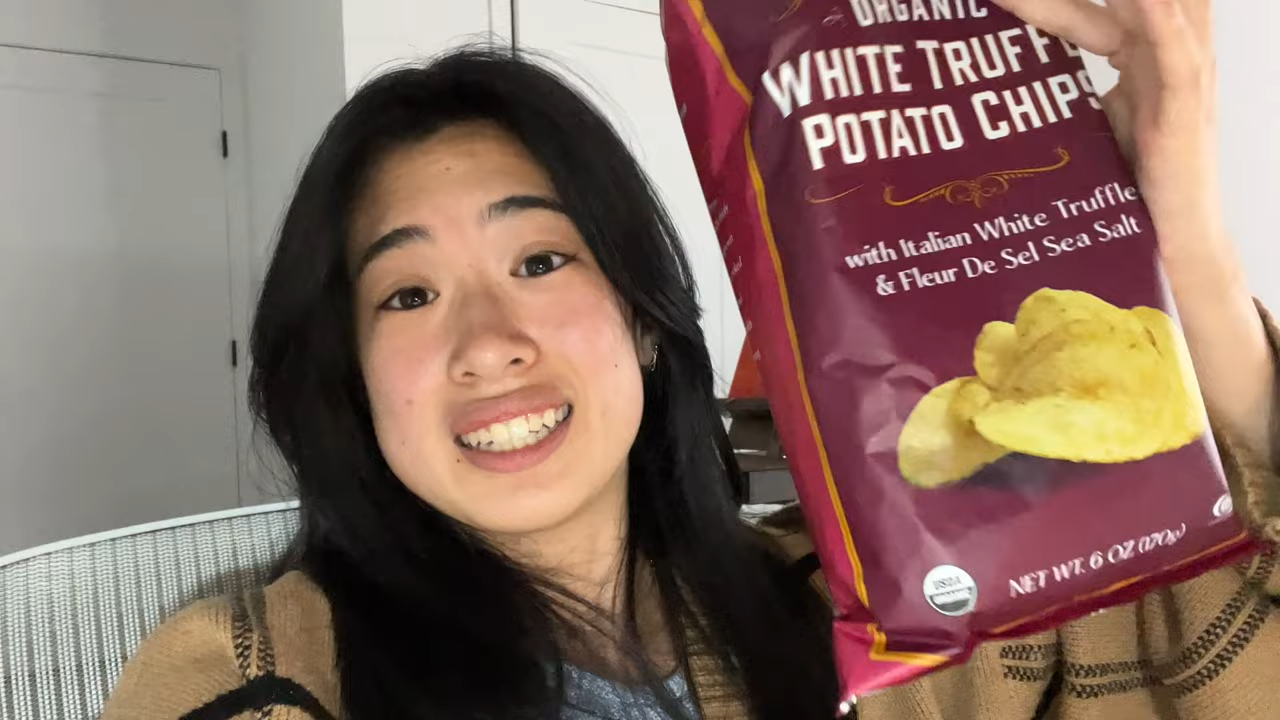 ORGANIC
WHITE TRUFFLE
POTATO CHIPS
with Italian White Truffle
& Fleur De Sel Sea Salt
USDA
NET WT. 6 OZ (170g)